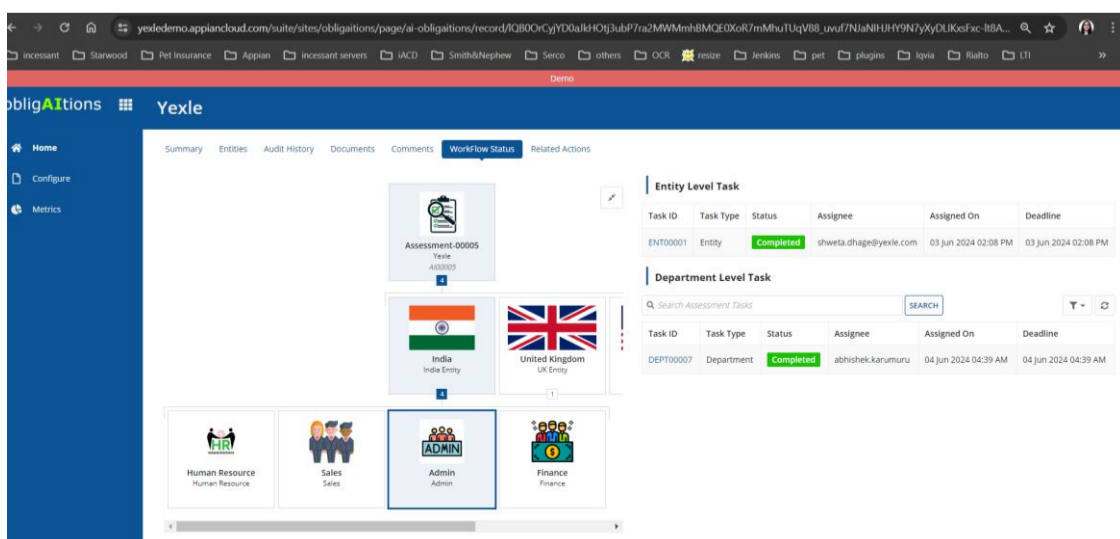 yexledemo.appiancloud.com/suite/sites/obligaitions/page/ai-obligaitions/record/
incessant Starwood Pet Insurance Appian incessant servers iACD Smith&Nephew Serco others OCR resize Jenkins pet plugins Iqvia Rialto LTI »
Demo
obligAItions
Yexle
Home
Configure
Metrics
Summary Entities Audit History Documents Comments WorkFlow Status Related Actions
Assessment-00005
Yexle
AI00005
4
India
India Entity
4
United Kingdom
UK Entity
1
HR
Human Resource
Human Resource
Sales
Sales
ADMIN
Admin
Admin
Finance
Finance
Entity Level Task
Task ID Task Type Status Assignee Assigned On Deadline
ENT00001 Entity Completed shweta.dhage@yexle.com 03 Jun 2024 02:08 PM 03 Jun 2024 02:08 PM
Department Level Task
Search Assessment Tasks SEARCH
Task ID Task Type Status Assignee Assigned On Deadline
DEPT00007 Department Completed abhishek.karumuru 04 Jun 2024 04:39 AM 04 Jun 2024 04:39 AM